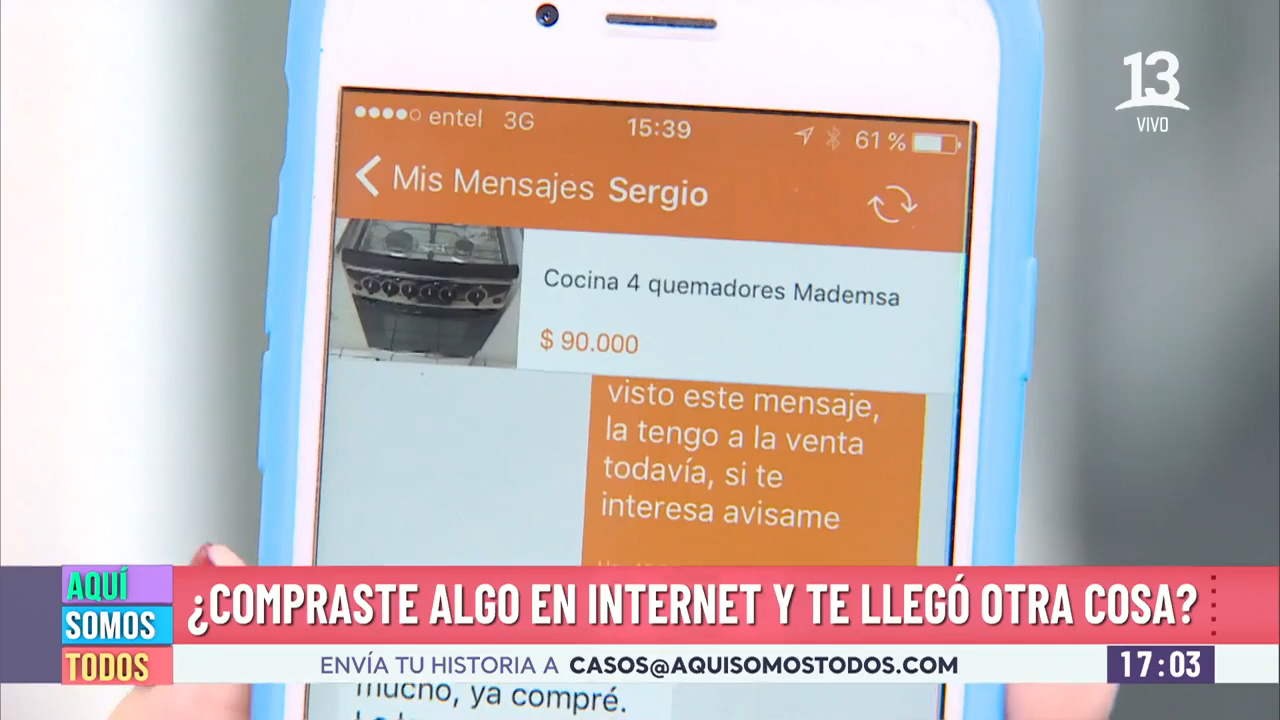 13
VIVO
entel 3G 15:39 61 %
Mis Mensajes Sergio
Cocina 4 quemadores Mademsa
$ 90.000
visto este mensaje,
la tengo a la venta
todavía, si te
interesa avisame
AQUÍ
SOMOS
TODOS
¿COMPRASTE ALGO EN INTERNET Y TE LLEGÓ OTRA COSA?
ENVÍA TU HISTORIA A CASOS@AQUISOMOSTODOS.COM
17:03
mucho, ya compré.